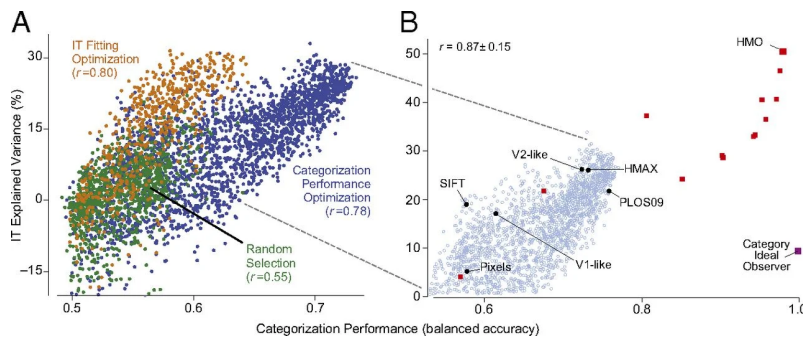 A
B
IT Fitting
Optimization
(r=0.80)
Categorization
Performance
Optimization
(r=0.78)
Random
Selection
(r=0.55)
IT Explained Variance (%)
30
15
0
−15
0.5
0.6
0.7
r = 0.87± 0.15
HMO
V2-like
HMAX
SIFT
PLOS09
Pixels
V1-like
Category
Ideal
Observer
50
40
30
20
10
0
0.6
0.8
1.0
Categorization Performance (balanced accuracy)